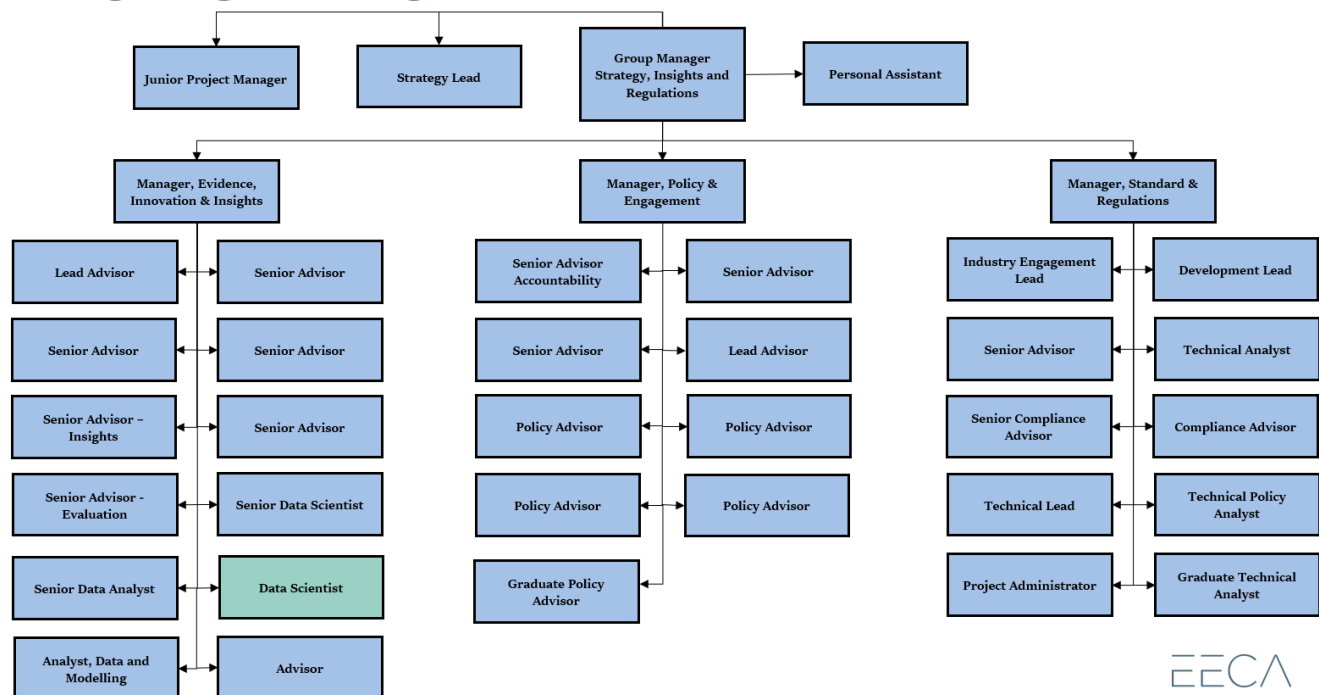 Junior Project Manager
Strategy Lead
Group Manager
Strategy, Insights and
Regulations
Personal Assistant
Manager, Evidence,
Innovation & Insights
Manager, Policy &
Engagement
Manager, Standard &
Regulations
Lead Advisor
Senior Advisor
Senior Advisor
Accountability
Senior Advisor
Industry Engagement
Lead
Development Lead
Senior Advisor
Senior Advisor
Senior Advisor
Lead Advisor
Senior Advisor
Technical Analyst
Senior Advisor –
Insights
Senior Advisor
Policy Advisor
Policy Advisor
Senior Compliance
Advisor
Compliance Advisor
Senior Advisor -
Evaluation
Senior Data Scientist
Policy Advisor
Policy Advisor
Technical Lead
Technical Policy
Analyst
Senior Data Analyst
Data Scientist
Graduate Policy
Advisor
Project Administrator
Graduate Technical
Analyst
Analyst, Data and
Modelling
Advisor
EECA